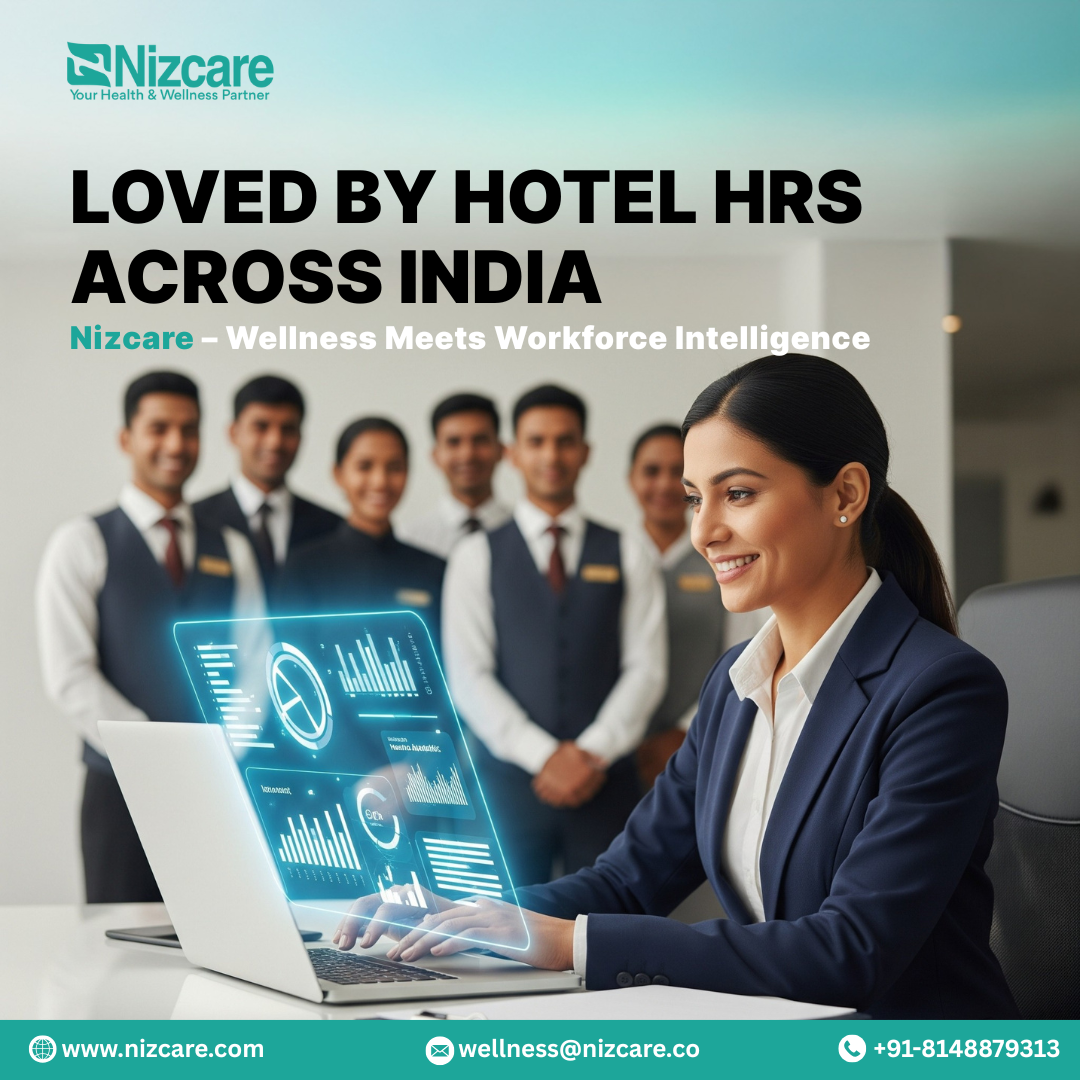 Nizcare
Your Health & Wellness Partner
LOVED BY HOTEL HRS
ACROSS INDIA
Nizcare – Wellness Meets Workforce Intelligence
www.nizcare.com
wellness@nizcare.co
+91-8148879313